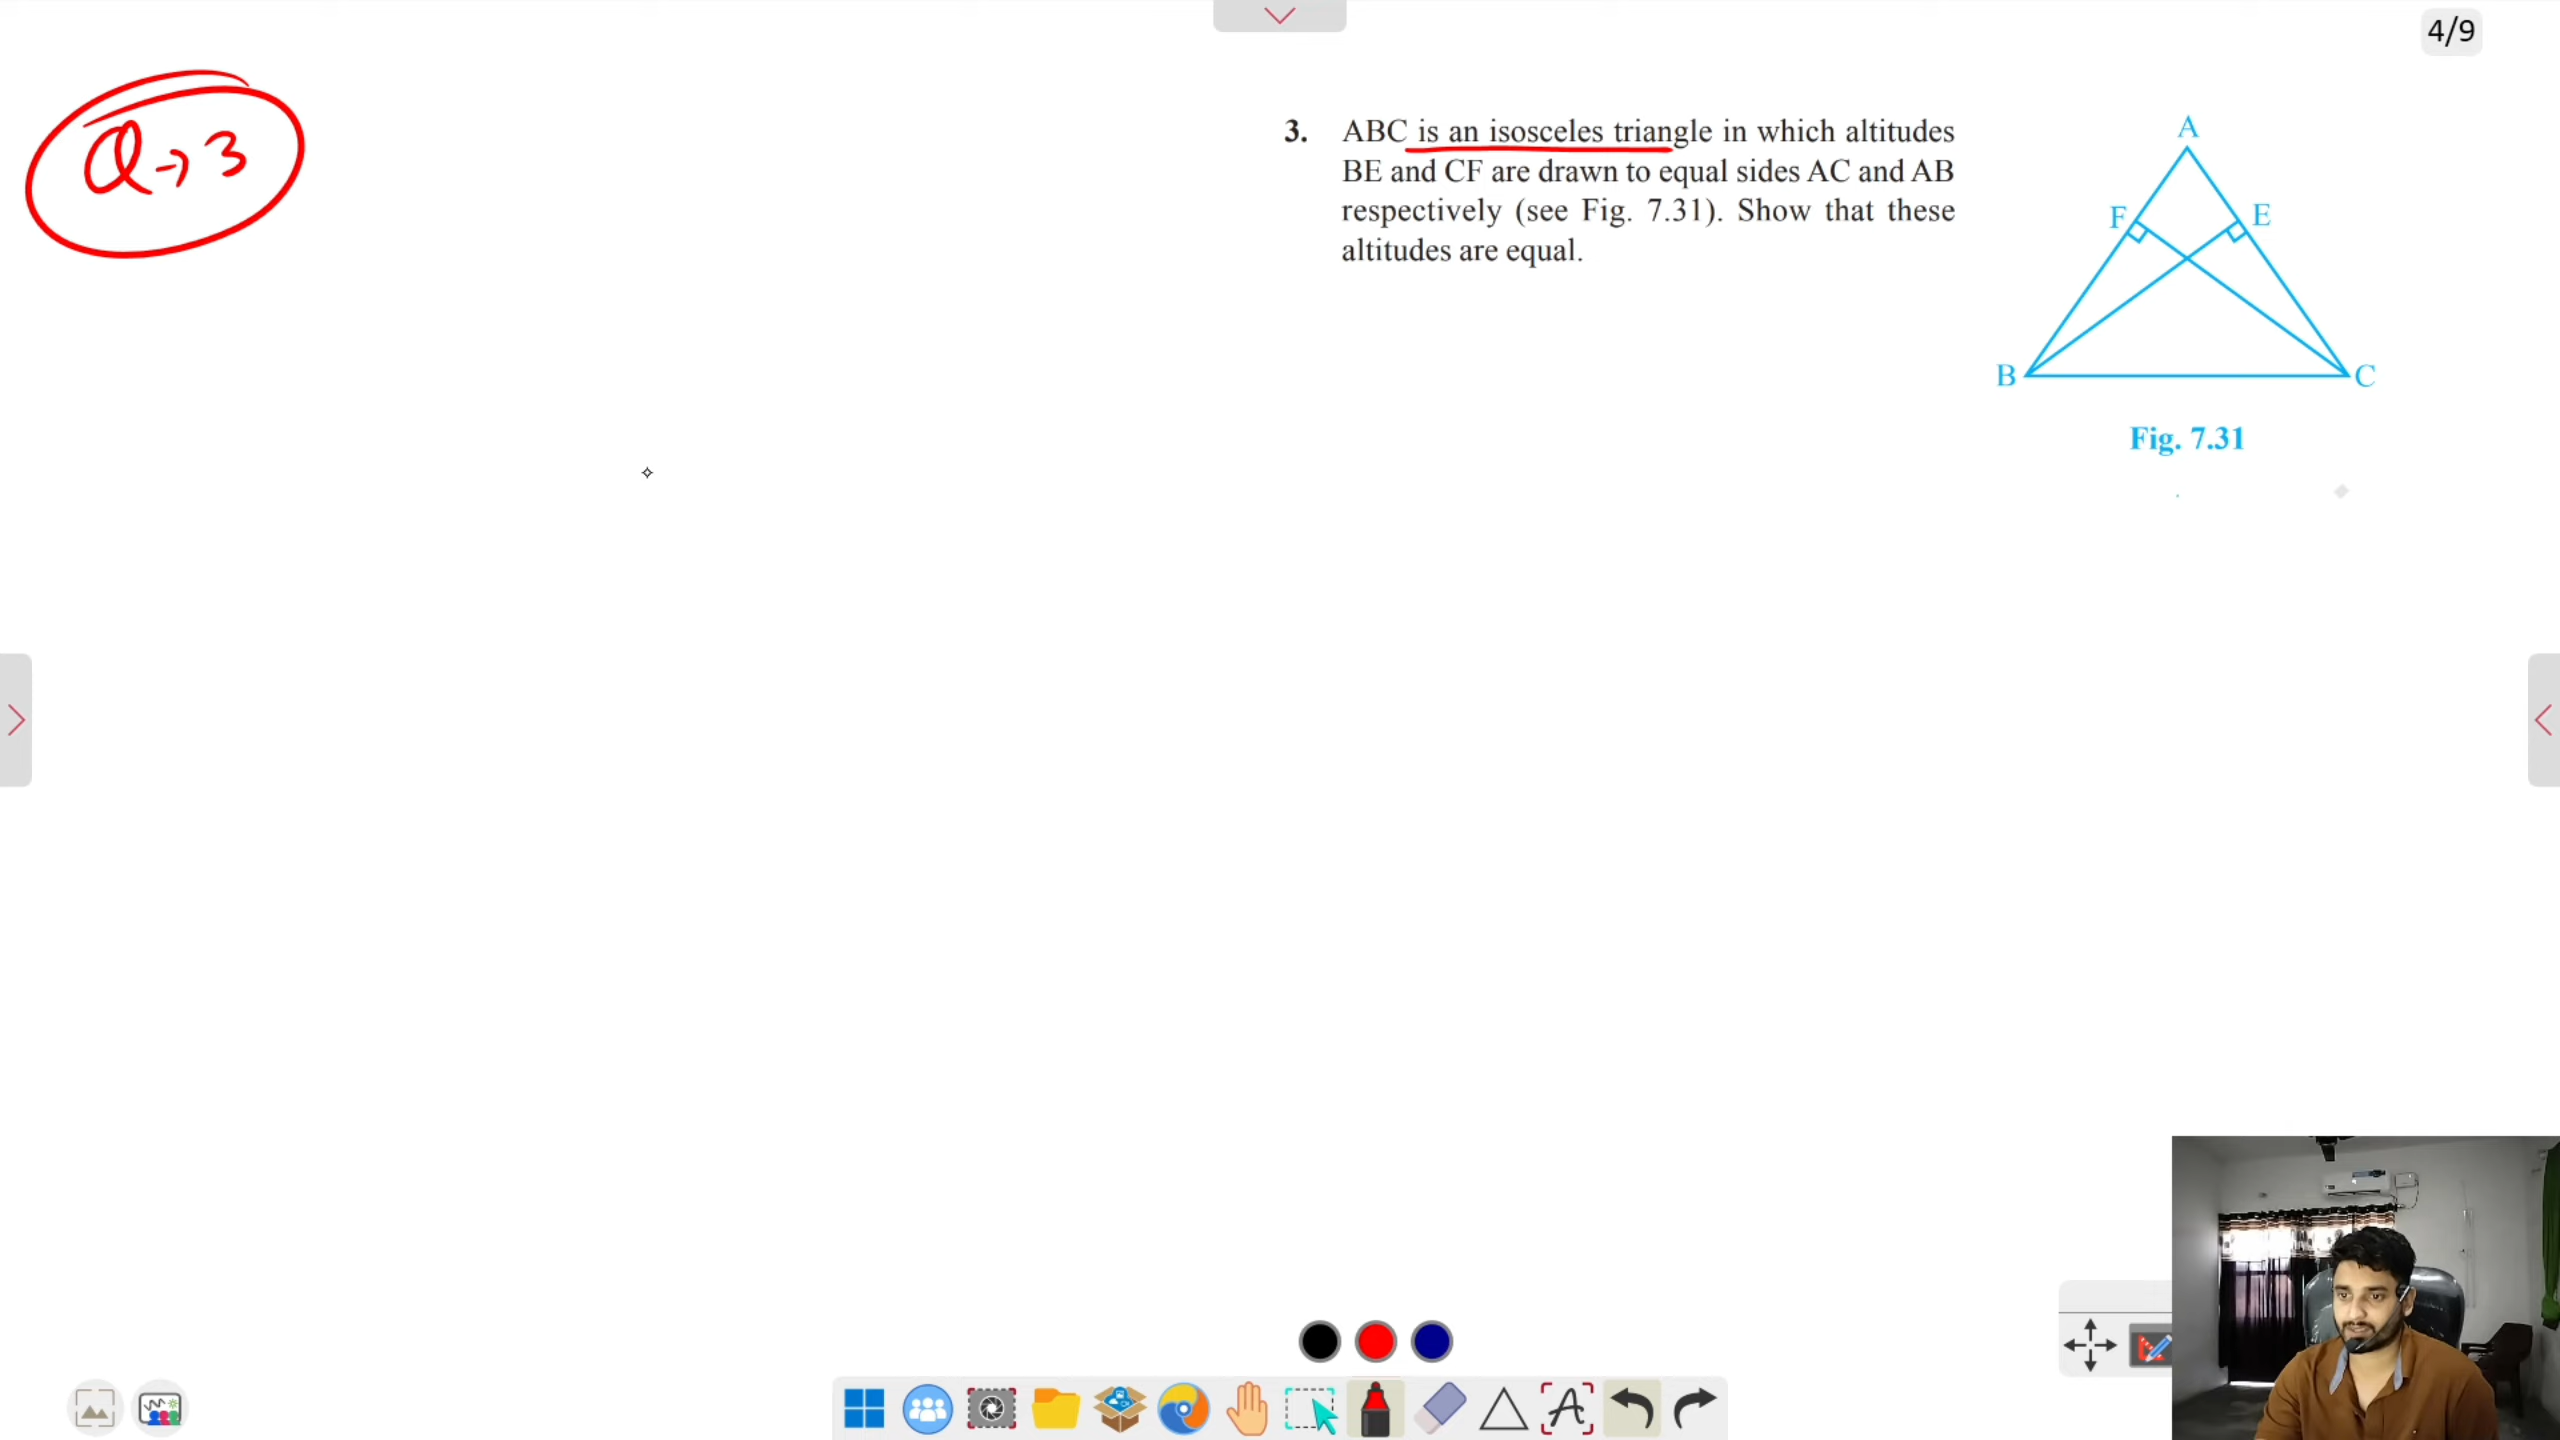 4/9
Q→3
3. ABC is an isosceles triangle in which altitudes
BE and CF are drawn to equal sides AC and AB
respectively (see Fig. 7.31). Show that these
altitudes are equal.
A
F
E
B
C
Fig. 7.31